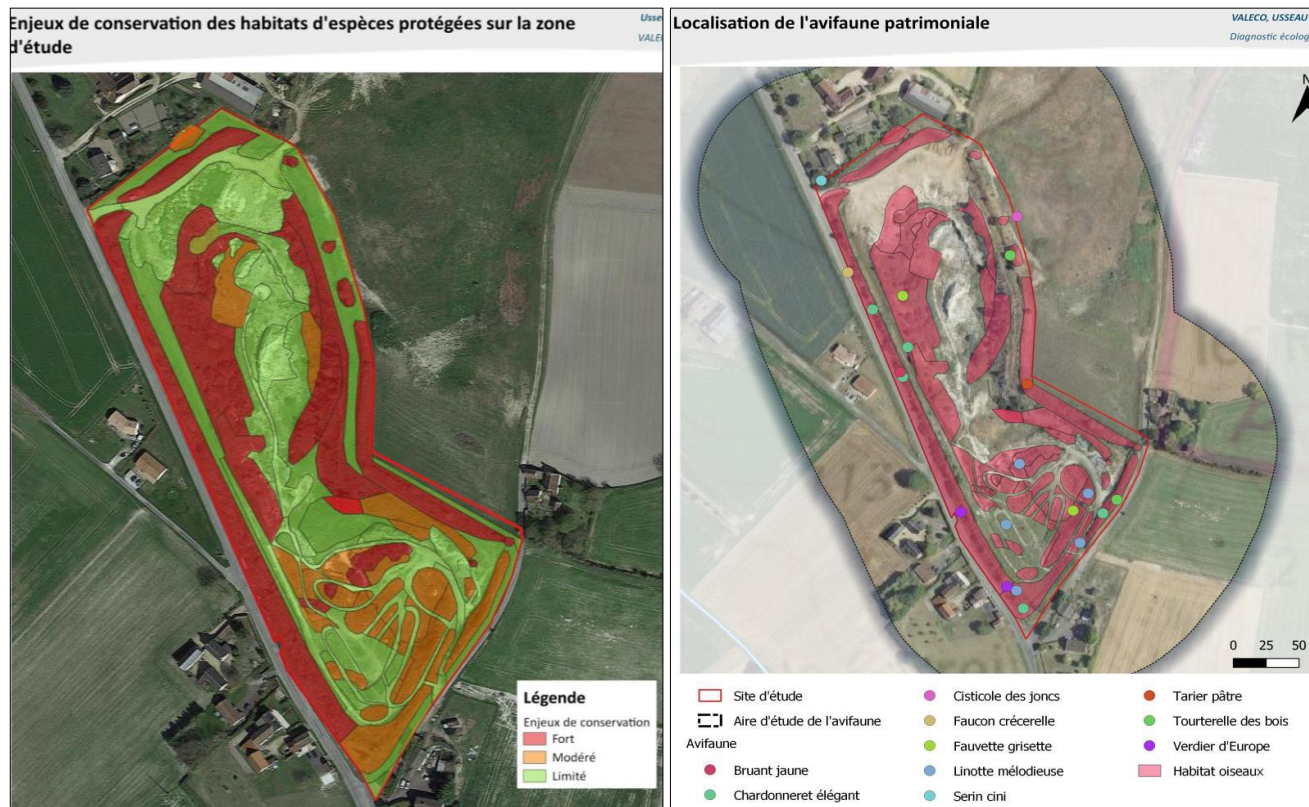 Enjeux de conservation des habitats d'espèces protégées sur la zone
d'étude
Légende
Enjeux de conservation
Fort
Modéré
Limité
Localisation de l'avifaune patrimoniale
VALECO, USSEAU
Diagnostic écolog
N
0 25 50
Site d'étude
Aire d'étude de l'avifaune
Avifaune
Bruant jaune
Chardonneret élégant
Cisticole des joncs
Faucon crécerelle
Fauvette grisette
Linotte mélodieuse
Serin cini
Tarier pâtre
Tourterelle des bois
Verdier d'Europe
Habitat oiseaux